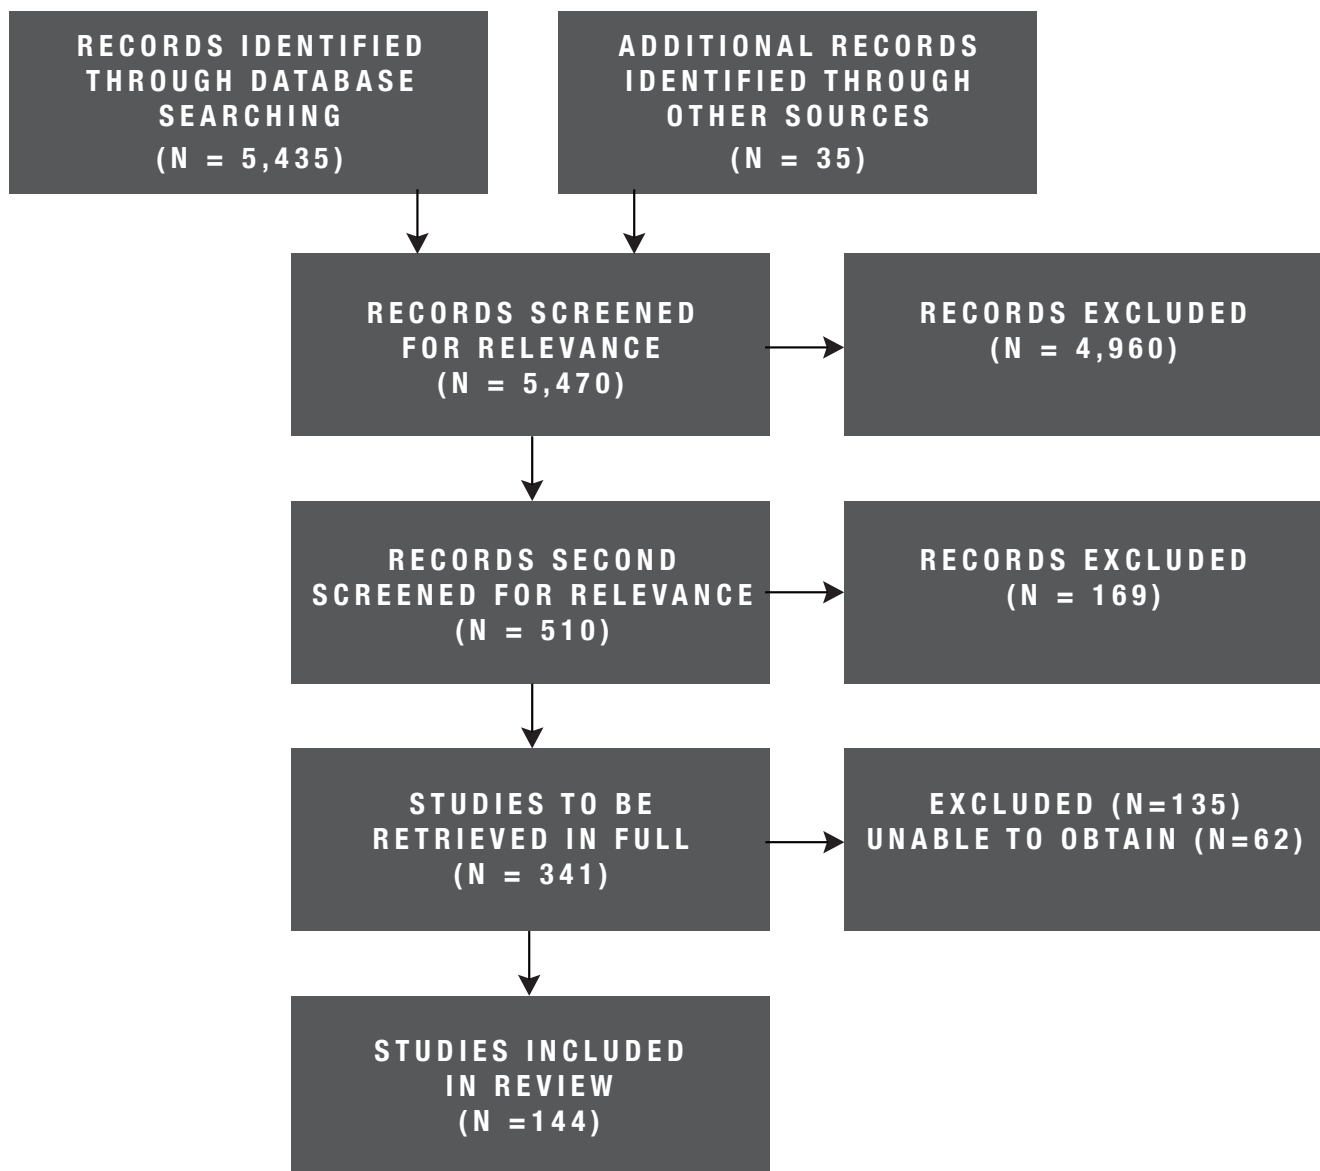 RECORDS IDENTIFIED
THROUGH DATABASE
SEARCHING
(N = 5,435)
ADDITIONAL RECORDS
IDENTIFIED THROUGH
OTHER SOURCES
(N = 35)
RECORDS SCREENED
FOR RELEVANCE
(N = 5,470)
RECORDS EXCLUDED
(N = 4,960)
RECORDS SECOND
SCREENED FOR RELEVANCE
(N = 510)
RECORDS EXCLUDED
(N = 169)
STUDIES TO BE
RETRIEVED IN FULL
(N = 341)
EXCLUDED (N=135)
UNABLE TO OBTAIN (N=62)
STUDIES INCLUDED
IN REVIEW
(N =144)